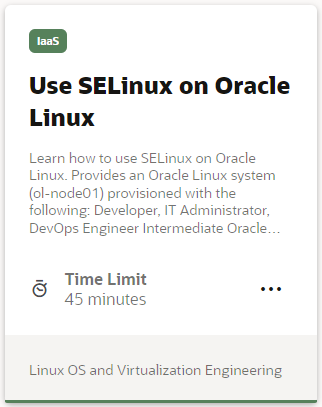 IaaS
Use SELinux on Oracle
Linux
Learn how to use SELinux on Oracle
Linux. Provides an Oracle Linux system
(ol-node01) provisioned with the
following: Developer, IT Administrator,
DevOps Engineer Intermediate Oracle...
Time Limit
45 minutes
Linux OS and Virtualization Engineering